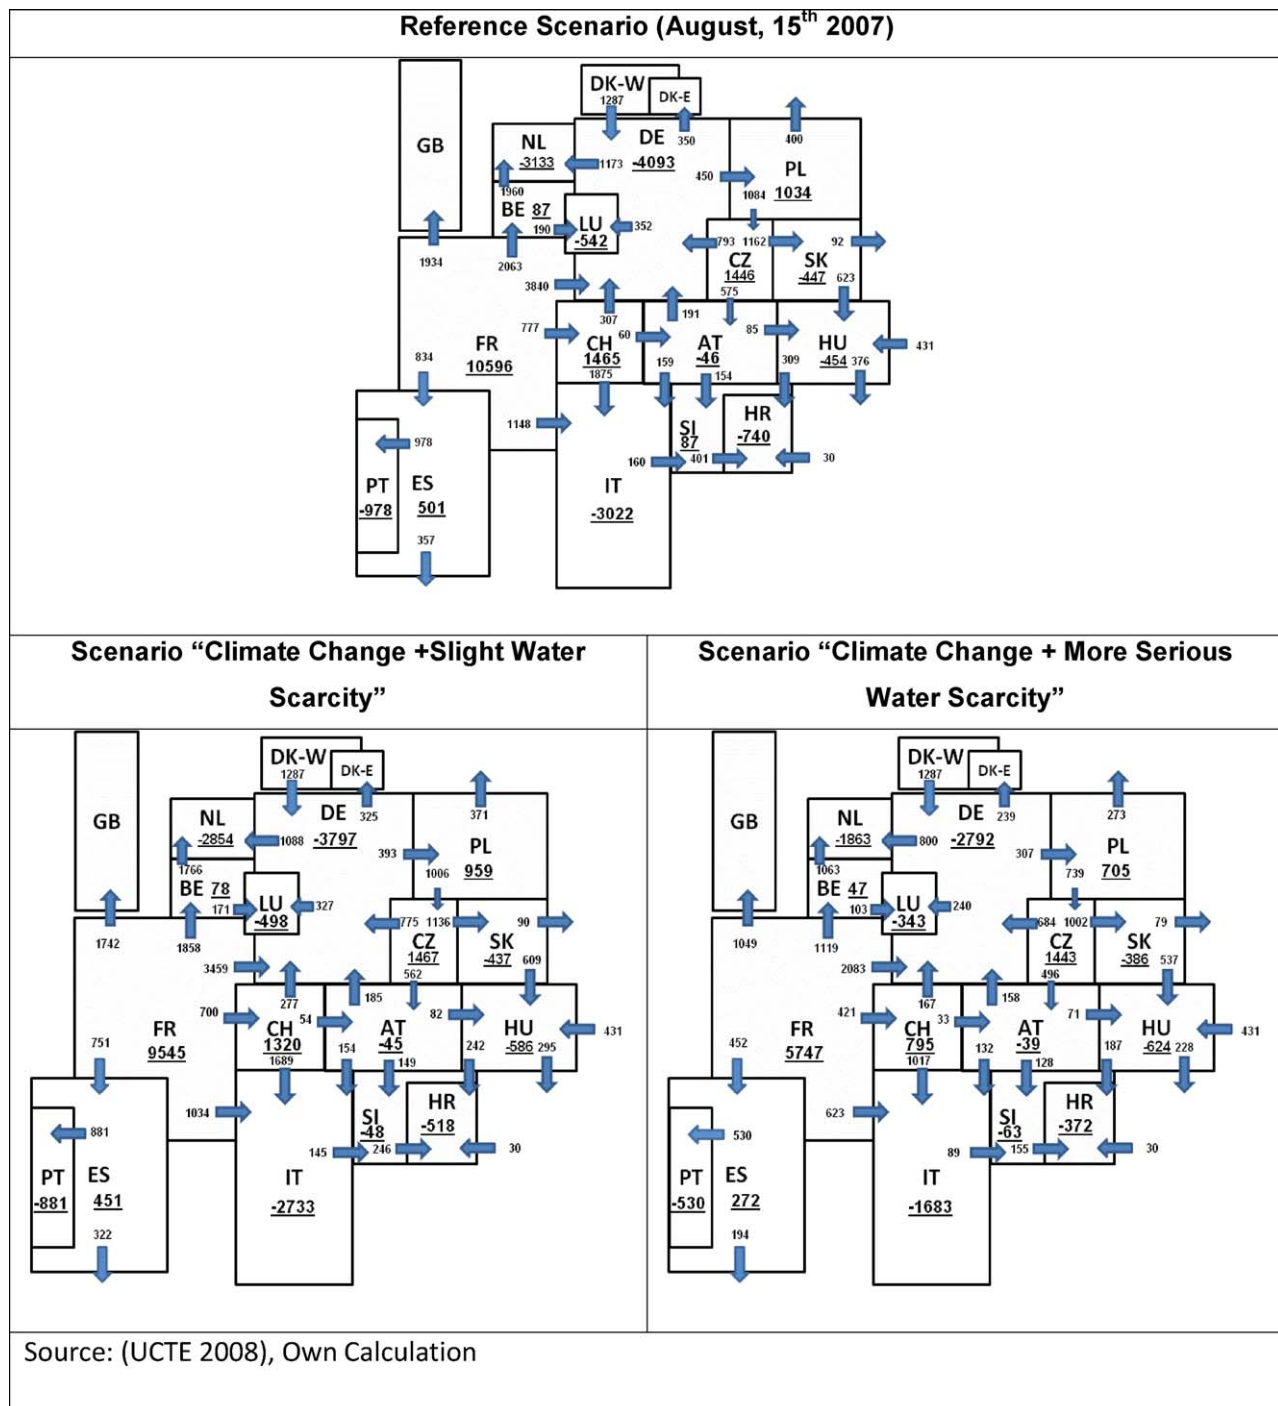 Reference Scenario (August, 15th 2007)
DK-W
1287
DK-E
GB
NL
-3133
1173
DE
-4093
350
400
PL
1034
450
1084
1960
BE 87
190
LU
-542
352
793
1162
92
CZ
1446
575
SK
-447
623
1934
2063
3840
307
191
FR
10596
777
CH
1465
1875
60
AT
-46
159
154
85
309
HU
-454
376
431
834
1148
978
PT
-978
ES
501
357
IT
-3022
160
SI
87
401
HR
-740
30
Scenario “Climate Change +Slight Water
Scarcity”
DK-W
1287
DK-E
GB
NL
-2854
1088
DE
-3797
325
371
PL
959
393
1006
1766
BE 78
171
LU
-498
327
775
1136
90
CZ
1467
562
SK
-437
609
1742
1858
3459
277
185
FR
9545
700
CH
1320
1689
54
AT
-45
154
149
82
242
HU
-586
295
431
751
1034
881
PT
-881
ES
451
322
IT
-2733
145
SI
-48
246
HR
-518
30
Scenario “Climate Change + More Serious
Water Scarcity”
DK-W
1287
DK-E
GB
NL
-1863
800
DE
-2792
239
273
PL
705
307
739
1063
BE 47
103
LU
-343
240
684
1002
79
CZ
1443
496
SK
-386
537
1049
1119
2083
167
158
FR
5747
421
CH
795
1017
33
AT
-39
132
128
71
187
HU
-624
228
431
452
623
530
PT
-530
ES
272
194
IT
-1683
89
SI
-63
155
HR
-372
30
Source: (UCTE 2008), Own Calculation